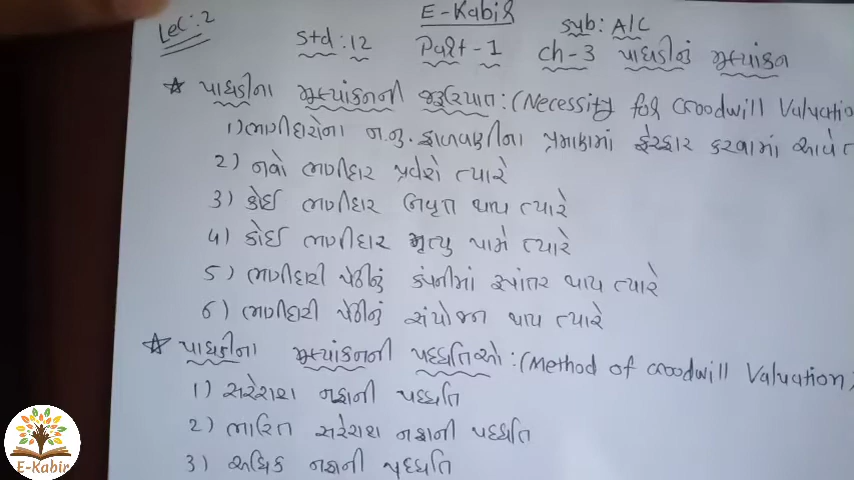 Lec:2 E-Kabir
Std:12 Part-1 Sub: A/C
Ch-3 પાઘડીનું મૂલ્યાંકન
☆ પાઘડીના મૂલ્યાંકનની જરૂરિયાત: (Necessity for Goodwill Valuatio
1) ભાગીદારોના ન.નુ. ફાળવણીના પ્રમાણમાં ફેરફાર કરવામાં આવે ત
2) નવો ભાગીદાર પ્રવેશે ત્યારે
3) કોઈ ભાગીદાર નિવૃત્ત થાય ત્યારે
4) કોઈ ભાગીદાર મૃત્યુ પામે ત્યારે
5) ભાગીદારી પેઢીનું કંપનીમાં રૂપાંતર થાય ત્યારે
6) ભાગીદારી પેઢીનું સંયોજન થાય ત્યારે
☆ પાઘડીના મૂલ્યાંકનની પદ્ધતિઓ: (Method of Goodwill Valuation)
1) સરેરાશ નફાની પદ્ધતિ
2) ભારિત સરેરાશ નફાની પદ્ધતિ
3) અધિક નફાની પદ્ધતિ
E-Kabir